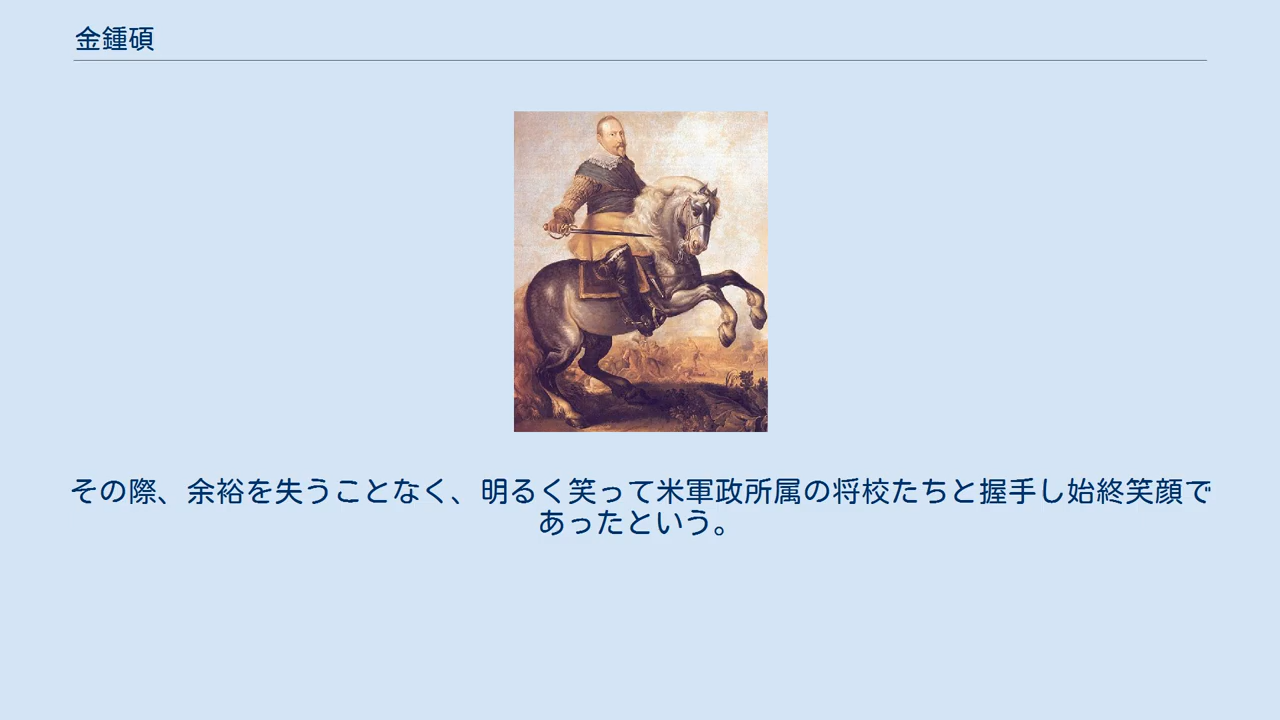 金鍾碩
その際、余裕を失うことなく、明るく笑って米軍政所属の将校たちと握手し始終笑顔で
あったという。